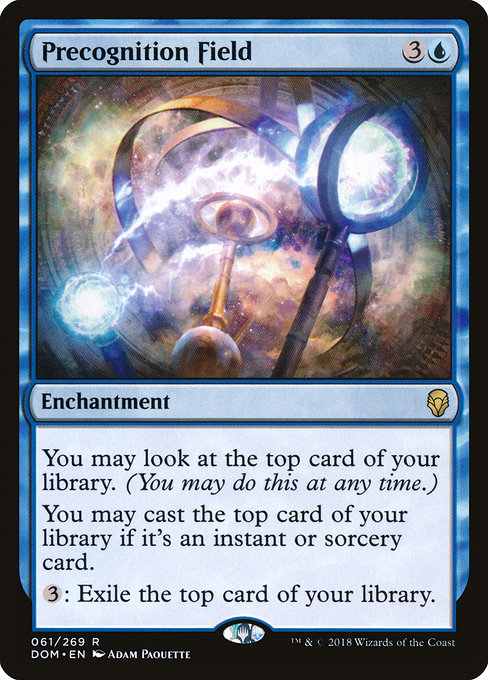 Precognition Field 3
Enchantment
You may look at the top card of your
library. (You may do this at any time.)
You may cast the top card of your
library if it's an instant or sorcery
card.
3: Exile the top card of your library.
061/269 R
DOM • EN Adam Paquette
™ & © 2018 Wizards of the Coast